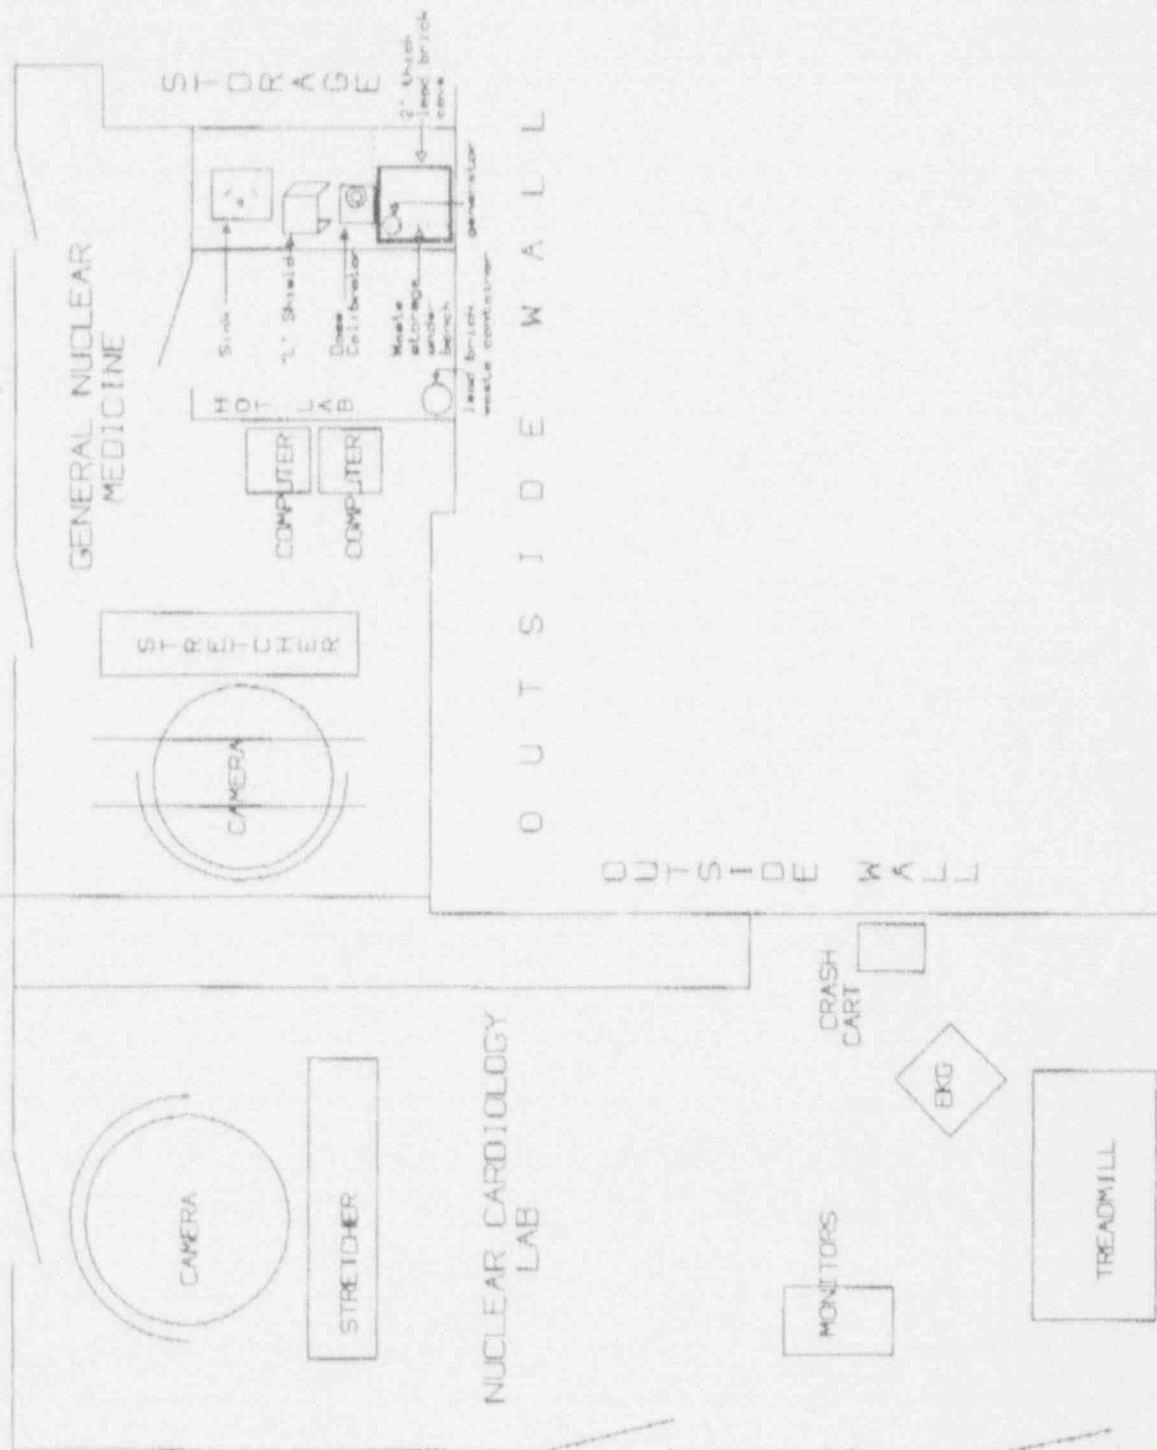 STORAGE
2" thick
lead brick
cave
generator
GENERAL NUCLEAR
MEDICINE
Sink
"L" Shield
Dose
Calibrator
Waste
storage
under
bench
lead brick
waste container
HOT LAB
COMPUTER
COMPUTER
STRETCHER
CAMERA
OUTSIDE WALL
OUTSIDE WALL
CAMERA
STRETCHER
NUCLEAR CARDIOLOGY
LAB
CRASH
CART
EKG
MONITORS
TREADMILL